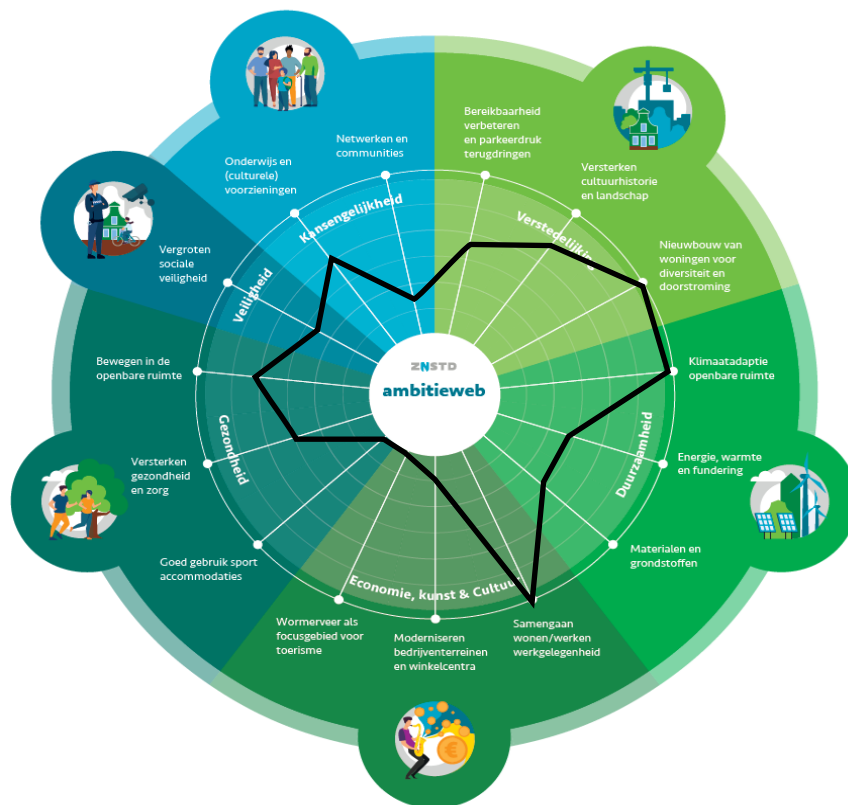 Netwerken en
communities
Onderwijs en
(culturele)
voorzieningen
Bereikbaarheid
verbeteren
en parkeerdruk
terugdringen
Versterken
cultuurhistorie
en landschap
Kansengelijkheid
Verstedelijking
Vergroten
sociale
veiligheid
Veiligheid
Nieuwbouw van
woningen voor
diversiteit en
doorstroming
Bewegen in de
openbare ruimte
ZNSTD
ambitieweb
Klimaatadaptie
openbare ruimte
Versterken
gezondheid
en zorg
Gezondheid
Duurzaamheid
Energie, warmte
en fundering
Goed gebruik sport
accommodaties
Materialen en
grondstoffen
Economie, kunst & Cultuur
Wormerveer als
focusgebied voor
toerisme
Moderniseren
bedrijventerreinen
en winkelcentra
Samengaan
wonen/werken
werkgelegenheid
€